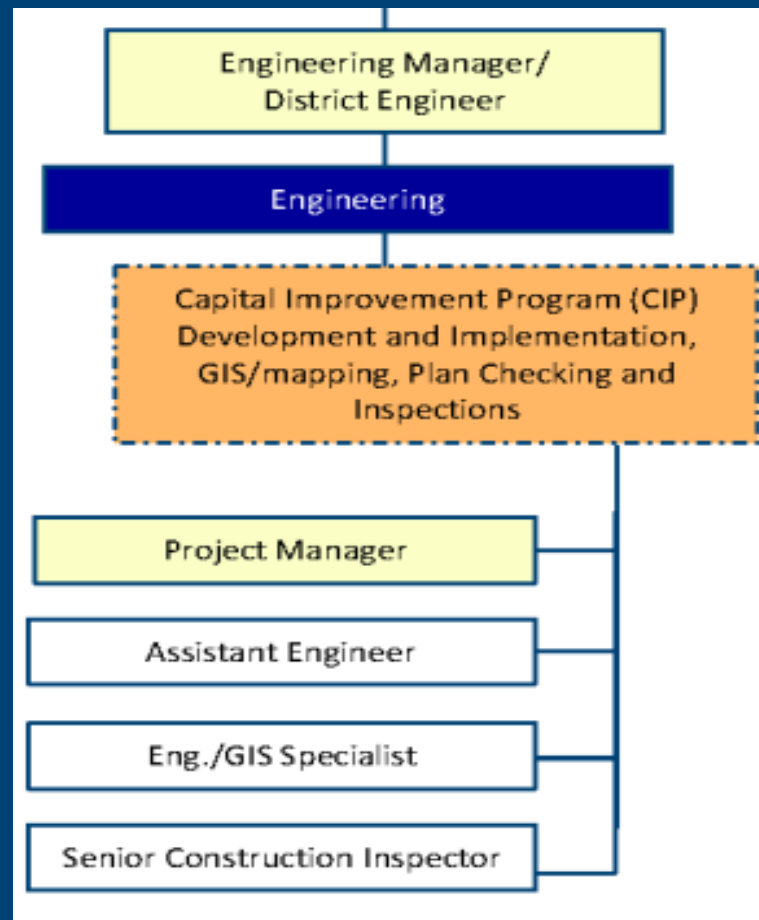 Engineering Manager/
District Engineer
Engineering
Capital Improvement Program (CIP)
Development and Implementation,
GIS/mapping, Plan Checking and
Inspections
Project Manager
Assistant Engineer
Eng./GIS Specialist
Senior Construction Inspector